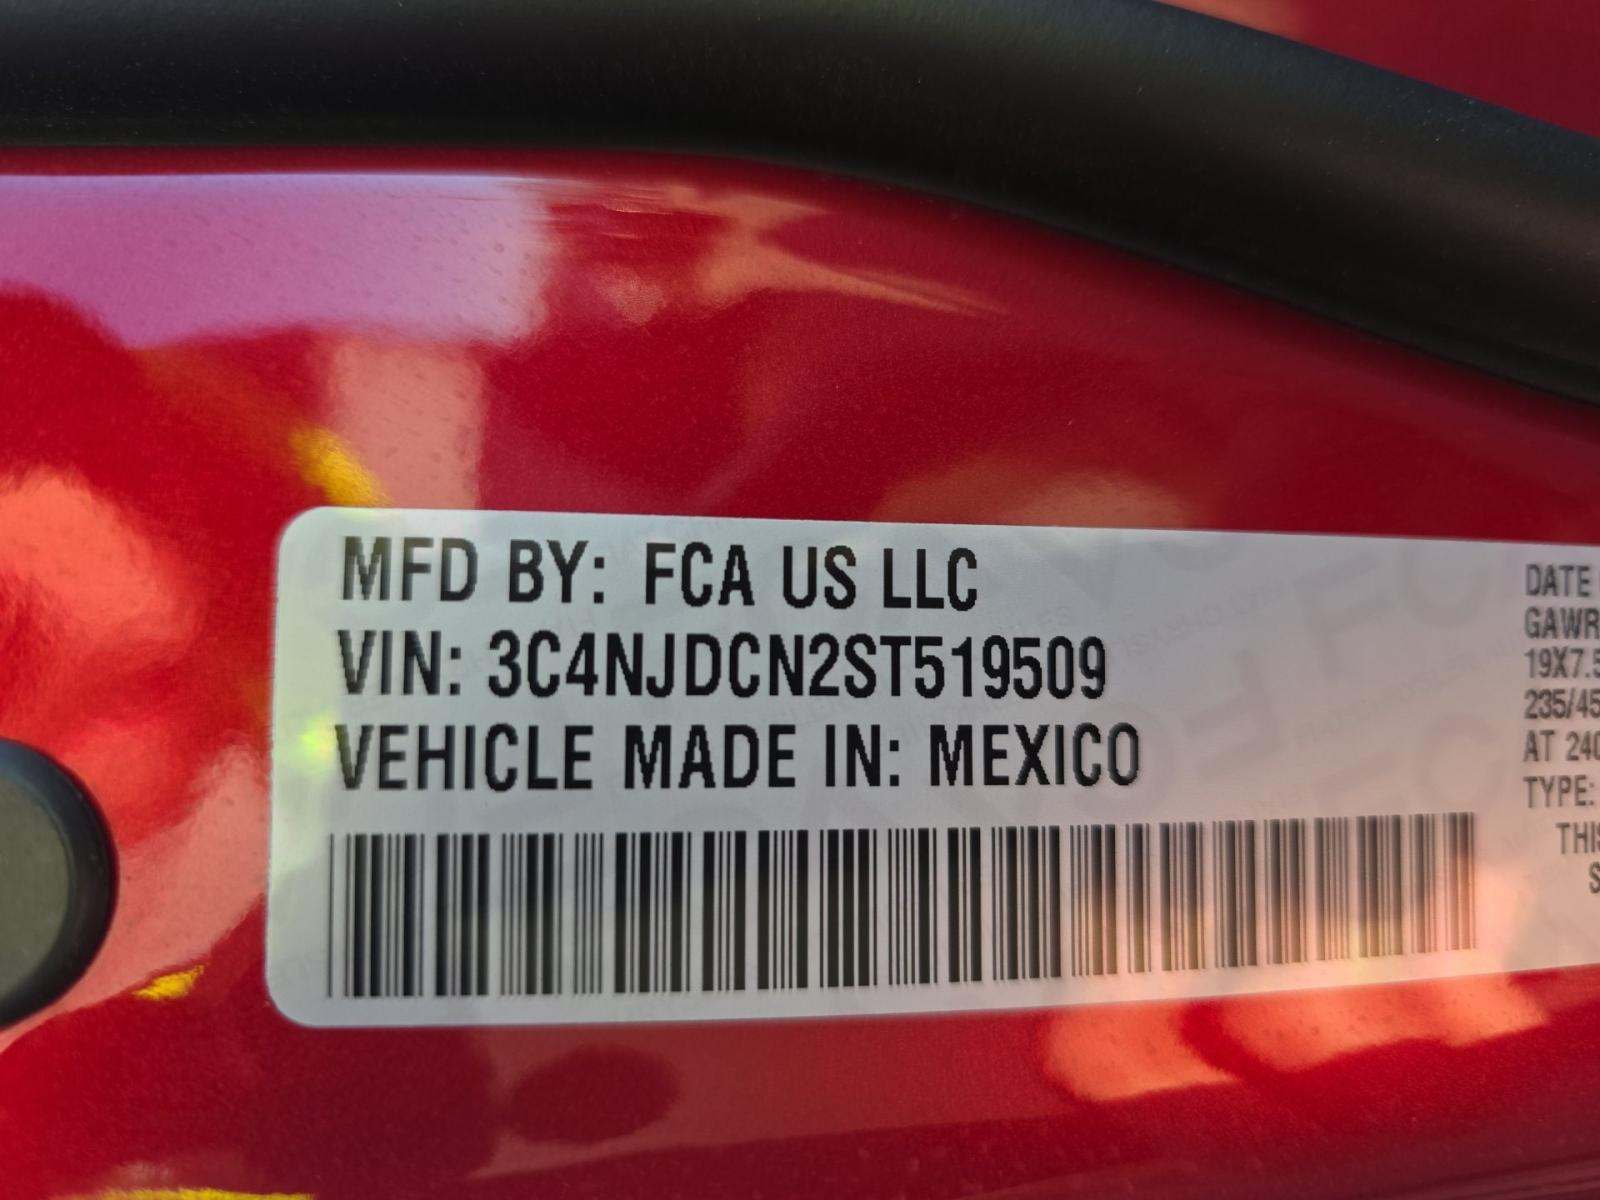 MFD BY: FCA US LLC
VIN: 3C4NJDCN2ST519509
VEHICLE MADE IN: MEXICO
DATE
GAWR
19X7.5
235/45
AT 240
TYPE:
THIS